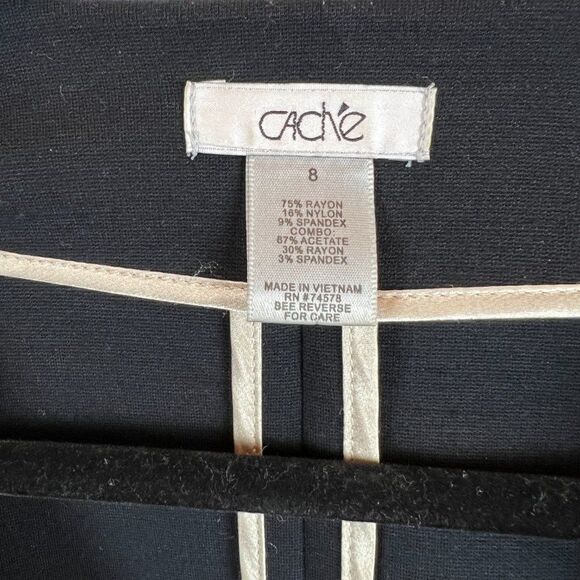 CACHÉ
8
75% RAYON
16% NYLON
9% SPANDEX
COMBO:
67% ACETATE
30% RAYON
3% SPANDEX
MADE IN VIETNAM
RN #74578
SEE REVERSE
FOR CARE